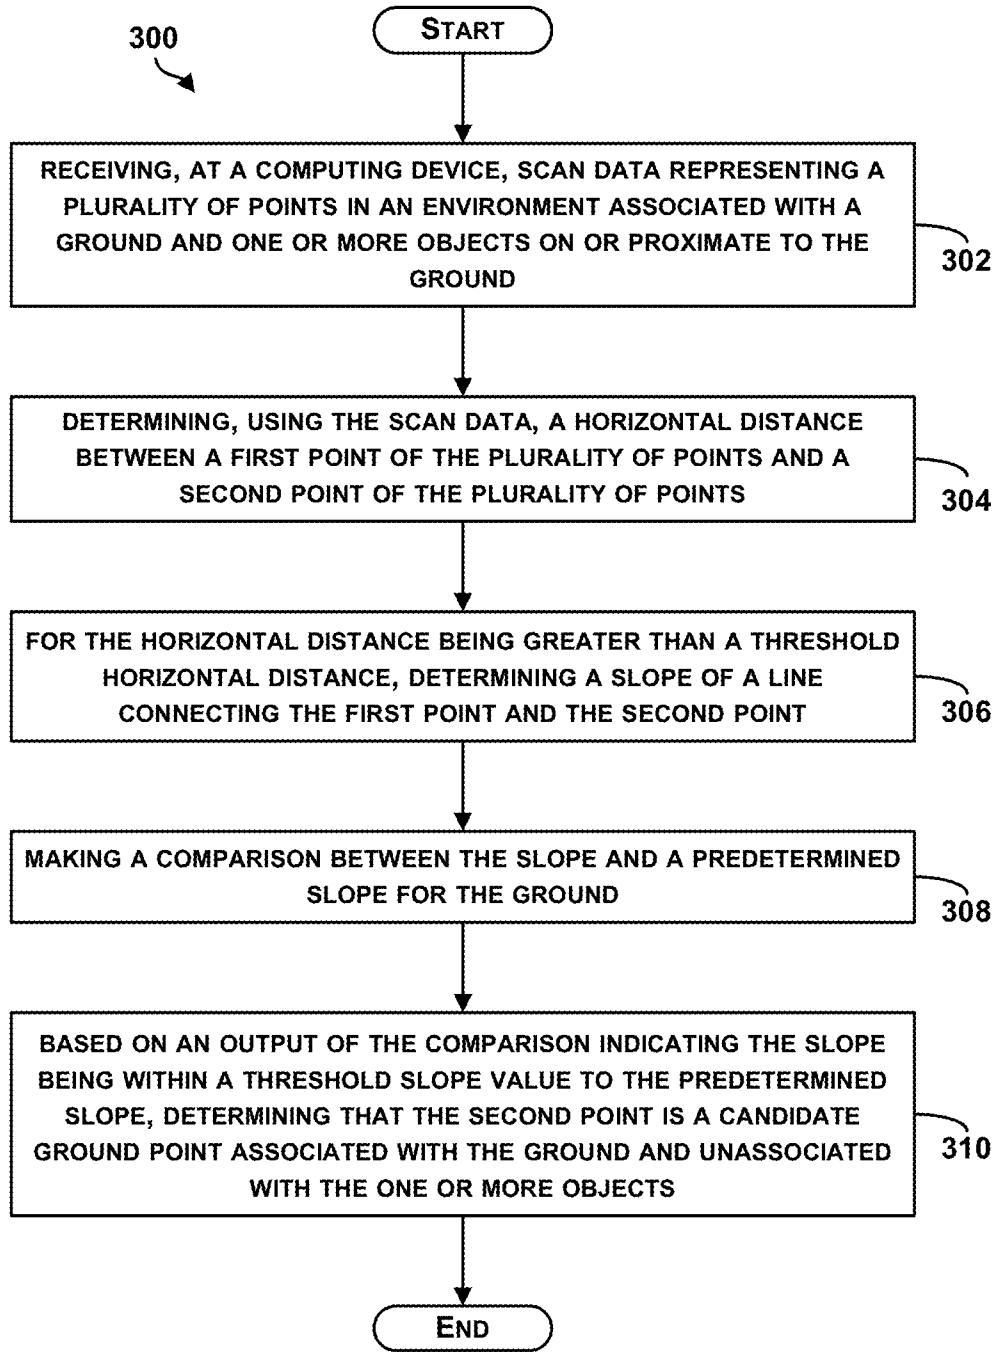 START
300
RECEIVING, AT A COMPUTING DEVICE, SCAN DATA REPRESENTING A
PLURALITY OF POINTS IN AN ENVIRONMENT ASSOCIATED WITH A
GROUND AND ONE OR MORE OBJECTS ON OR PROXIMATE TO THE
GROUND
302
DETERMINING, USING THE SCAN DATA, A HORIZONTAL DISTANCE
BETWEEN A FIRST POINT OF THE PLURALITY OF POINTS AND A
SECOND POINT OF THE PLURALITY OF POINTS
304
FOR THE HORIZONTAL DISTANCE BEING GREATER THAN A THRESHOLD
HORIZONTAL DISTANCE, DETERMINING A SLOPE OF A LINE
CONNECTING THE FIRST POINT AND THE SECOND POINT
306
MAKING A COMPARISON BETWEEN THE SLOPE AND A PREDETERMINED
SLOPE FOR THE GROUND
308
BASED ON AN OUTPUT OF THE COMPARISON INDICATING THE SLOPE
BEING WITHIN A THRESHOLD SLOPE VALUE TO THE PREDETERMINED
SLOPE, DETERMINING THAT THE SECOND POINT IS A CANDIDATE
GROUND POINT ASSOCIATED WITH THE GROUND AND UNASSOCIATED
WITH THE ONE OR MORE OBJECTS
310
END